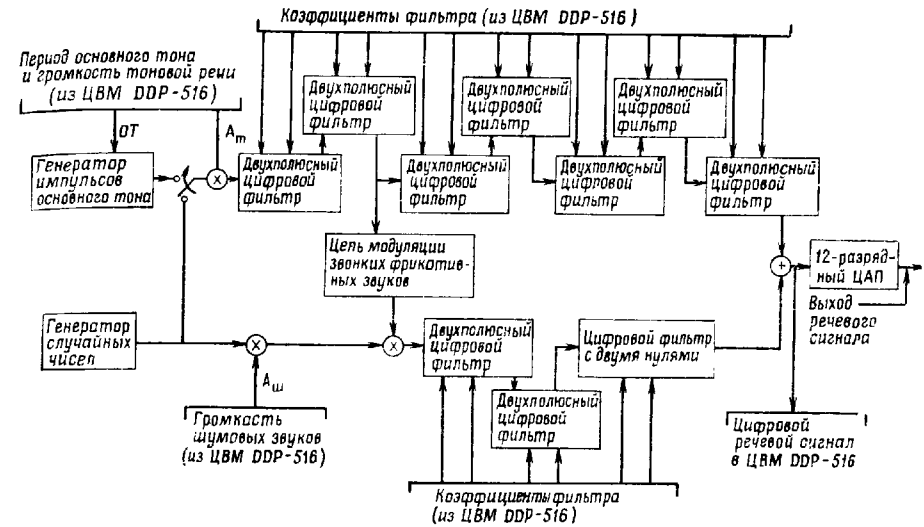 Коэффициенты фильтра (из ЦВМ DDP-516)
Период основного тона
и громкость тоновой речи
(из ЦВМ DDP-516)
ОТ
Aт
Генератор
импульсов
основного тона
×
Двухполюсный
цифровой
фильтр
Двухполюсный
цифровой
фильтр
Двухполюсный
цифровой
фильтр
Двухполюсный
цифровой
фильтр
Двухполюсный
цифровой
фильтр
Двухполюсный
цифровой
фильтр
Двухполюсный
цифровой
фильтр
Цепь модуляции
звонких фрикатив-
ных звуков
+
12-разряд-
ный ЦАП
Выход
речевого
сигнала
Генератор
случайных
чисел
×
×
Двухполюсный
цифровой
фильтр
Цифровой фильтр
с двумя нулями
Aш
Двухполюсный
цифровой
фильтр
Громкость
шумовых звуков
(из ЦВМ DDP-516)
Цифровой
речевой сигнал
в ЦВМ DDP-516
Коэффициенты фильтра
(из ЦВМ DDP-516)